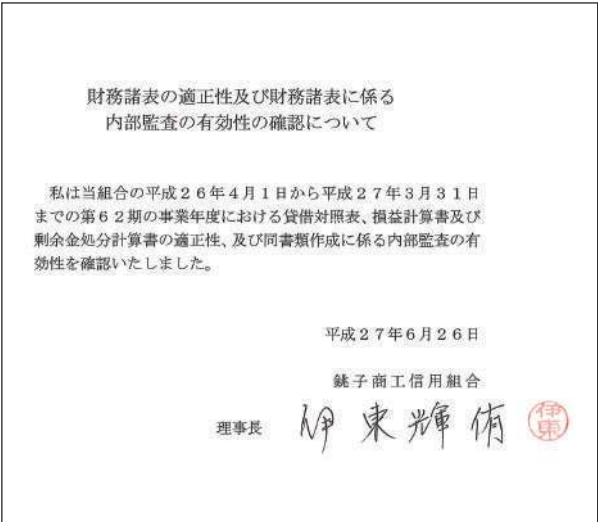 財務諸表の適正性及び財務諸表に係る
内部監査の有効性の確認について
私は当組合の平成26年4月1日から平成27年3月31日
までの第62期の事業年度における貸借対照表、損益計算書及び
剰余金処分計算書の適正性、及び同書類作成に係る内部監査の有
効性を確認いたしました。
平成27年6月26日
銚子商工信用組合
理事長 伊東輝侑
伊東